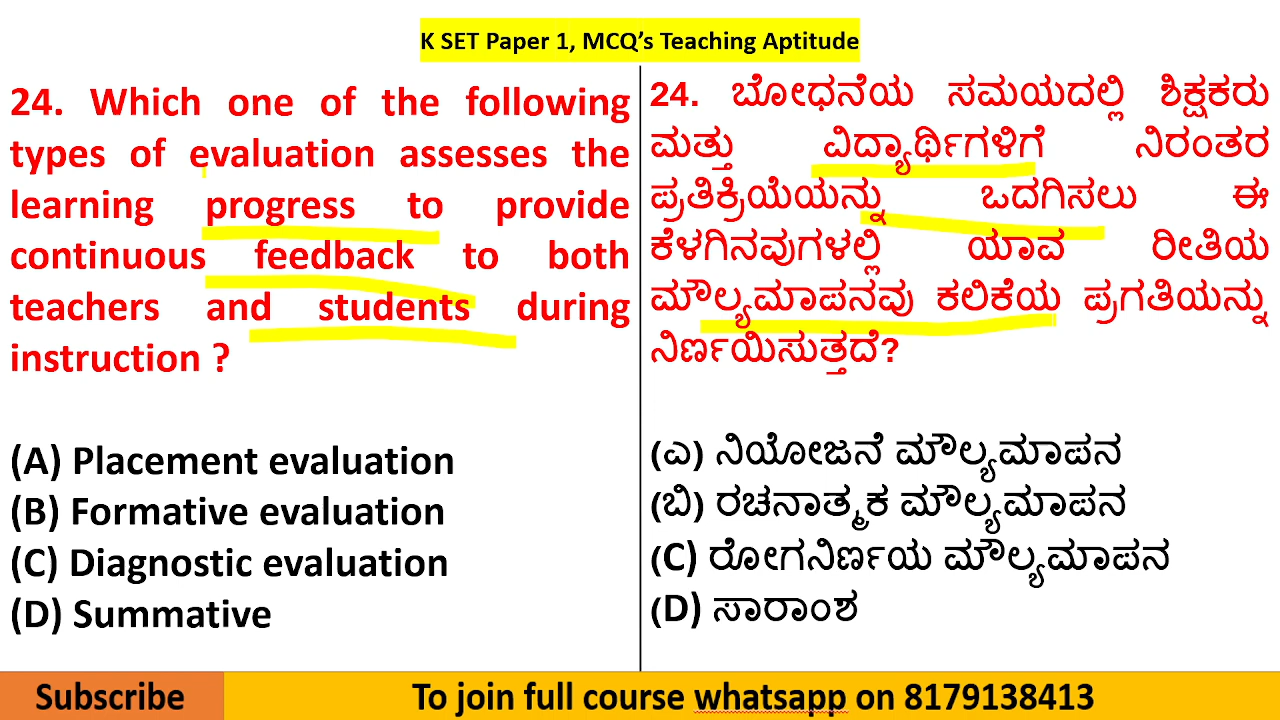 K SET Paper 1, MCQ's Teaching Aptitude
24. Which one of the following
types of evaluation assesses the
learning progress to provide
continuous feedback to both
teachers and students during
instruction ?
(A) Placement evaluation
(B) Formative evaluation
(C) Diagnostic evaluation
(D) Summative
24. ಬೋಧನೆಯ ಸಮಯದಲ್ಲಿ ಶಿಕ್ಷಕರು
ಮತ್ತು ವಿದ್ಯಾರ್ಥಿಗಳಿಗೆ ನಿರಂತರ
ಪ್ರತಿಕ್ರಿಯೆಯನ್ನು ಒದಗಿಸಲು ಈ
ಕೆಳಗಿನವುಗಳಲ್ಲಿ ಯಾವ ರೀತಿಯ
ಮೌಲ್ಯಮಾಪನವು ಕಲಿಕೆಯ ಪ್ರಗತಿಯನ್ನು
ನಿರ್ಣಯಿಸುತ್ತದೆ?
(ಎ) ನಿಯೋಜನೆ ಮೌಲ್ಯಮಾಪನ
(ಬಿ) ರಚನಾತ್ಮಕ ಮೌಲ್ಯಮಾಪನ
(C) ರೋಗನಿರ್ಣಯ ಮೌಲ್ಯಮಾಪನ
(D) ಸಾರಾಂಶ
Subscribe
To join full course whatsapp on 8179138413